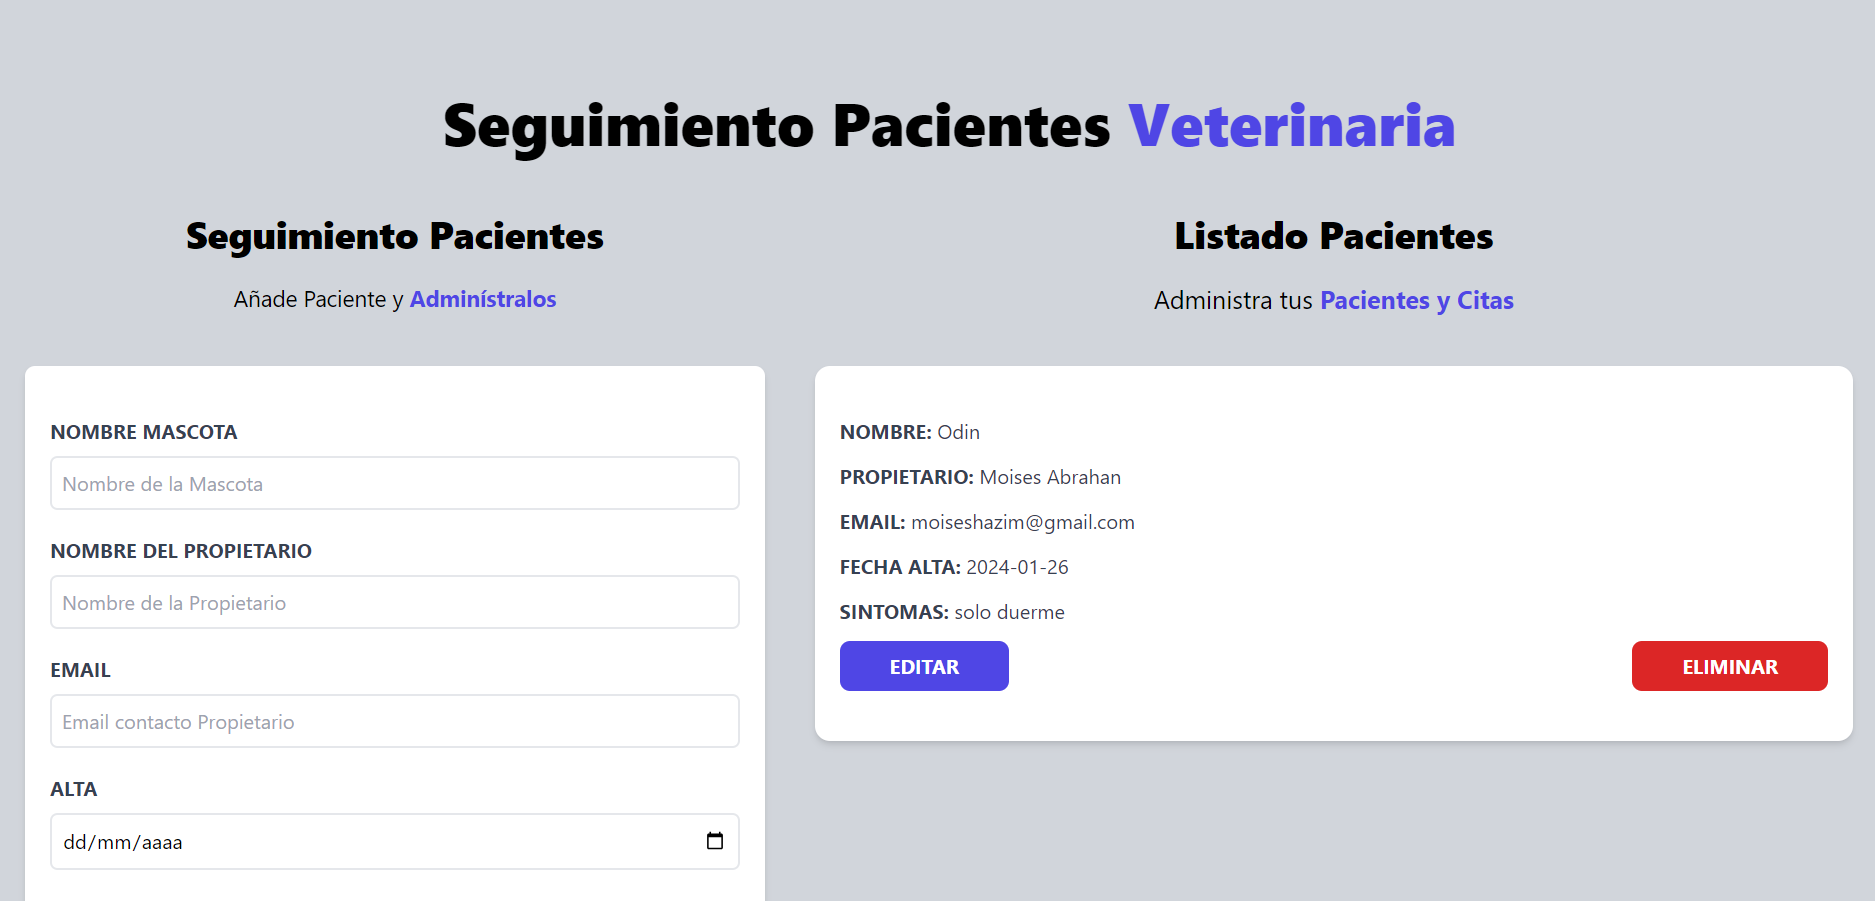 Seguimiento Pacientes Veterinaria
Seguimiento Pacientes
Añade Paciente y Adminístralos
NOMBRE MASCOTA
Nombre de la Mascota
NOMBRE DEL PROPIETARIO
Nombre de la Propietario
EMAIL
Email contacto Propietario
ALTA
dd/mm/aaaa
Listado Pacientes
Administra tus Pacientes y Citas
NOMBRE: Odin
PROPIETARIO: Moises Abrahan
EMAIL: moiseshazim@gmail.com
FECHA ALTA: 2024-01-26
SINTOMAS: solo duerme
EDITAR
ELIMINAR